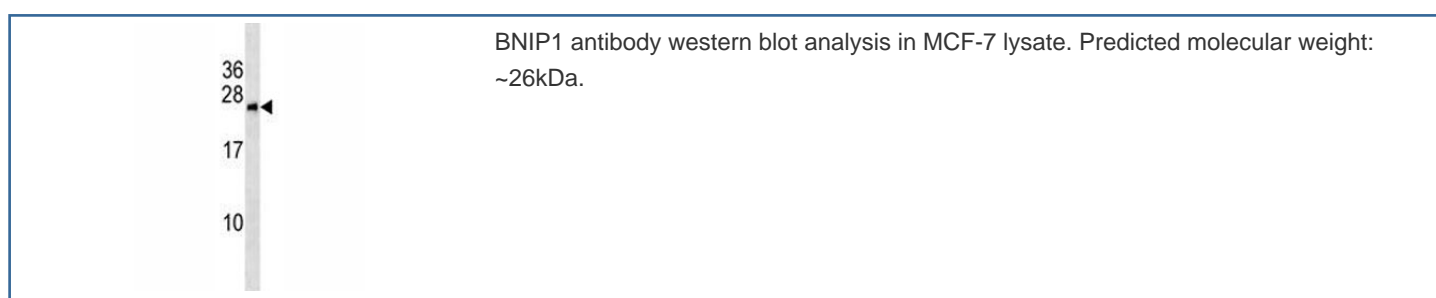 36
28
17
10
BNIP1 antibody western blot analysis in MCF-7 lysate. Predicted molecular weight:
~26kDa.